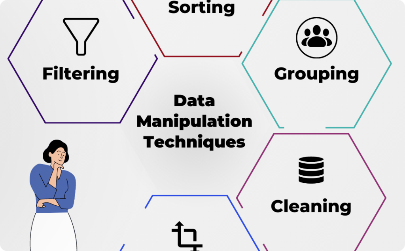 Sorting
Filtering
Grouping
Data
Manipulation
Techniques
Cleaning